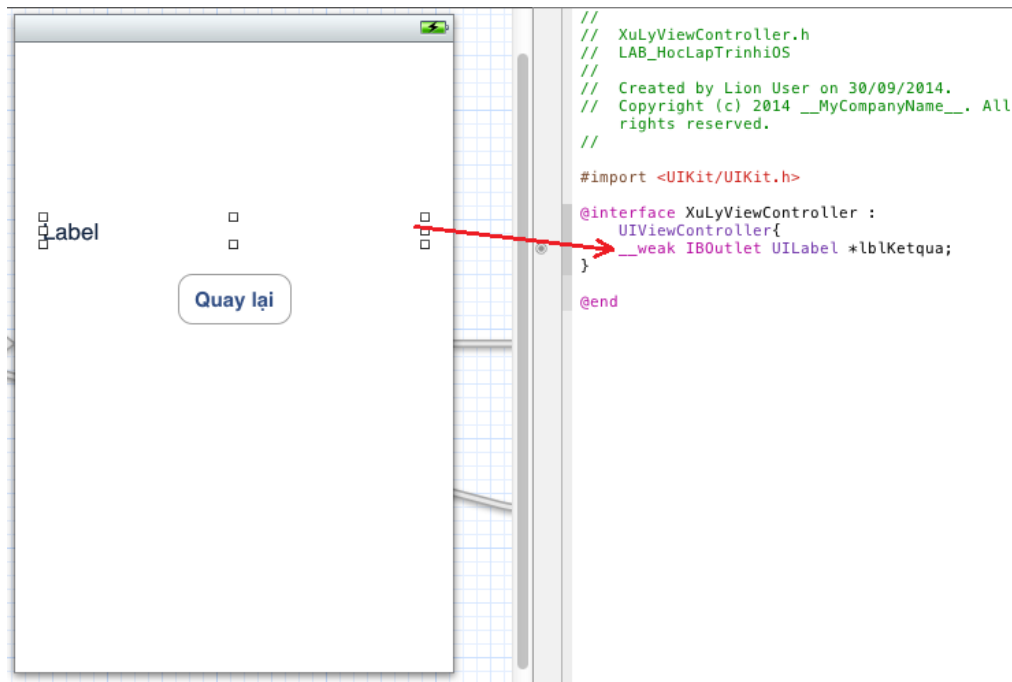 Label
Quay lại
//
//  XuLyViewController.h
//  LAB_HocLapTrinhiOS
//
//  Created by Lion User on 30/09/2014.
//  Copyright (c) 2014 __MyCompanyName__. All
    rights reserved.
//
#import <UIKit/UIKit.h>
@interface XuLyViewController :
    UIViewController{
    __weak IBOutlet UILabel *lblKetqua;
}
@end